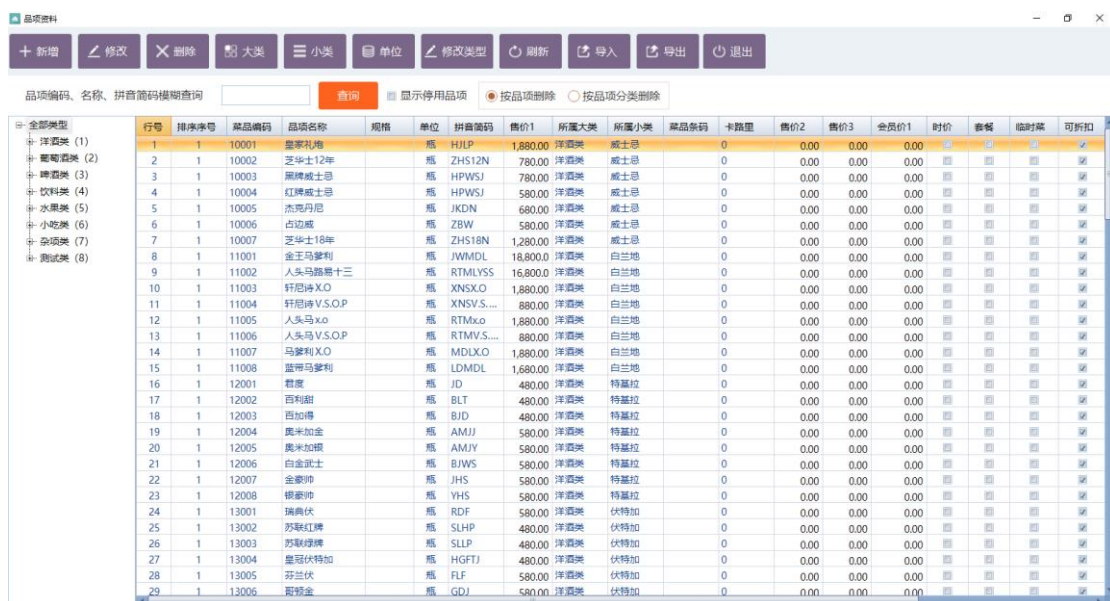 品项资料
新增 修改 删除 大类 小类 单位 修改类型 刷新 导入 导出 退出
品项编码、名称、拼音简码模糊查询 查询 显示停用品项 按品项删除 按品项分类删除
全部类型
洋酒类 (1)
葡萄酒类 (2)
啤酒类 (3)
饮料类 (4)
水果类 (5)
小吃类 (6)
杂项类 (7)
测试类 (8)
行号 排序序号 菜品编码 品项名称 规格 单位 拼音简码 售价1 所属大类 所属小类 菜品条码 卡路里 售价2 售价3 会员价1 时价 套餐 临时菜 可折扣
1 1 10001 皇家礼炮 瓶 HJLP 1,880.00 洋酒类 威士忌 0 0.00 0.00 0.00
2 1 10002 芝华士12年 瓶 ZHS12N 780.00 洋酒类 威士忌 0 0.00 0.00 0.00
3 1 10003 黑牌威士忌 瓶 HPWSJ 780.00 洋酒类 威士忌 0 0.00 0.00 0.00
4 1 10004 红牌威士忌 瓶 HPWSJ 580.00 洋酒类 威士忌 0 0.00 0.00 0.00
5 1 10005 杰克丹尼 瓶 JKDN 680.00 洋酒类 威士忌 0 0.00 0.00 0.00
6 1 10006 占边威 瓶 ZBW 580.00 洋酒类 威士忌 0 0.00 0.00 0.00
7 1 10007 芝华士18年 瓶 ZHS18N 1,280.00 洋酒类 威士忌 0 0.00 0.00 0.00
8 1 11001 金王马爹利 瓶 JWMDL 18,800.0 洋酒类 白兰地 0 0.00 0.00 0.00
9 1 11002 人头马路易十三 瓶 RTMLYSS 16,800.0 洋酒类 白兰地 0 0.00 0.00 0.00
10 1 11003 轩尼诗X.O 瓶 XNSX.O 1,880.00 洋酒类 白兰地 0 0.00 0.00 0.00
11 1 11004 轩尼诗V.S.O.P 瓶 XNSV.S.... 880.00 洋酒类 白兰地 0 0.00 0.00 0.00
12 1 11005 人头马x.o 瓶 RTMx.o 1,880.00 洋酒类 白兰地 0 0.00 0.00 0.00
13 1 11006 人头马V.S.O.P 瓶 RTMV.S.... 880.00 洋酒类 白兰地 0 0.00 0.00 0.00
14 1 11007 马爹利X.O 瓶 MDLX.O 1,880.00 洋酒类 白兰地 0 0.00 0.00 0.00
15 1 11008 蓝带马爹利 瓶 LDMDL 1,680.00 洋酒类 白兰地 0 0.00 0.00 0.00
16 1 12001 君度 瓶 JD 480.00 洋酒类 特基拉 0 0.00 0.00 0.00
17 1 12002 百利甜 瓶 BLT 480.00 洋酒类 特基拉 0 0.00 0.00 0.00
18 1 12003 百加得 瓶 BJD 480.00 洋酒类 特基拉 0 0.00 0.00 0.00
19 1 12004 奥米加金 瓶 AMJJ 580.00 洋酒类 特基拉 0 0.00 0.00 0.00
20 1 12005 奥米加银 瓶 AMJY 580.00 洋酒类 特基拉 0 0.00 0.00 0.00
21 1 12006 白金武士 瓶 BJWS 580.00 洋酒类 特基拉 0 0.00 0.00 0.00
22 1 12007 金豪帅 瓶 JHS 580.00 洋酒类 特基拉 0 0.00 0.00 0.00
23 1 12008 银豪帅 瓶 YHS 580.00 洋酒类 特基拉 0 0.00 0.00 0.00
24 1 13001 瑞典伏 瓶 RDF 580.00 洋酒类 伏特加 0 0.00 0.00 0.00
25 1 13002 苏联红牌 瓶 SLHP 480.00 洋酒类 伏特加 0 0.00 0.00 0.00
26 1 13003 苏联绿牌 瓶 SLLP 480.00 洋酒类 伏特加 0 0.00 0.00 0.00
27 1 13004 皇冠伏特加 瓶 HGFTJ 480.00 洋酒类 伏特加 0 0.00 0.00 0.00
28 1 13005 芬兰伏 瓶 FLF 580.00 洋酒类 伏特加 0 0.00 0.00 0.00
29 1 13006 哥顿金 瓶 GDJ 580.00 洋酒类 伏特加 0 0.00 0.00 0.00